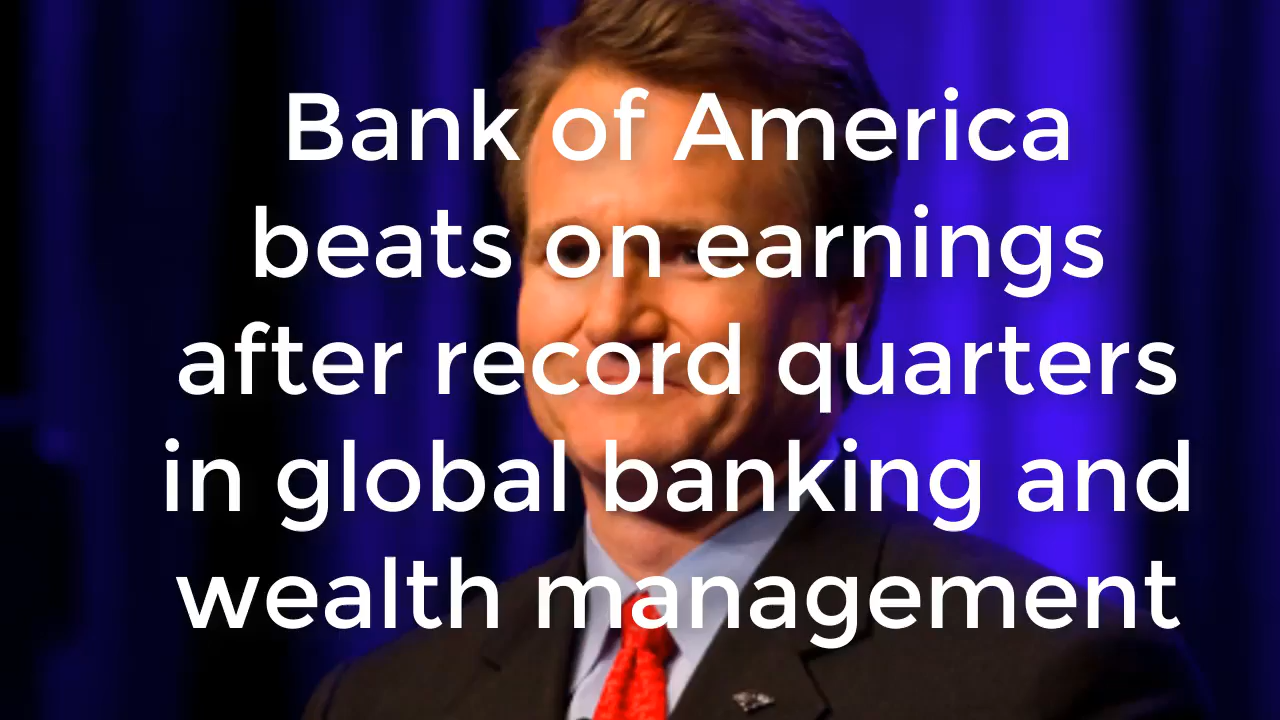 Bank of America
beats on earnings
after record quarters
in global banking and
wealth management